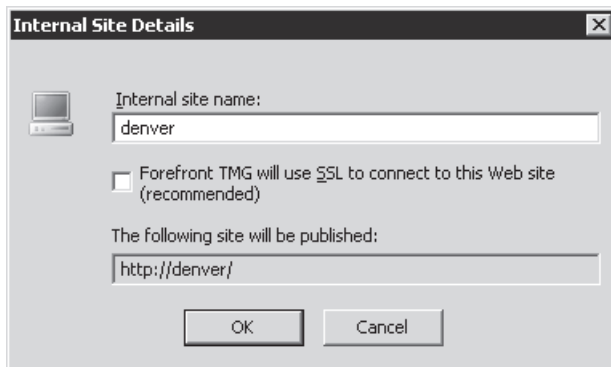 Internal Site Details
Internal site name:
denver
Forefront TMG will use SSL to connect to this Web site
(recommended)
The following site will be published:
http://denver/
OK
Cancel